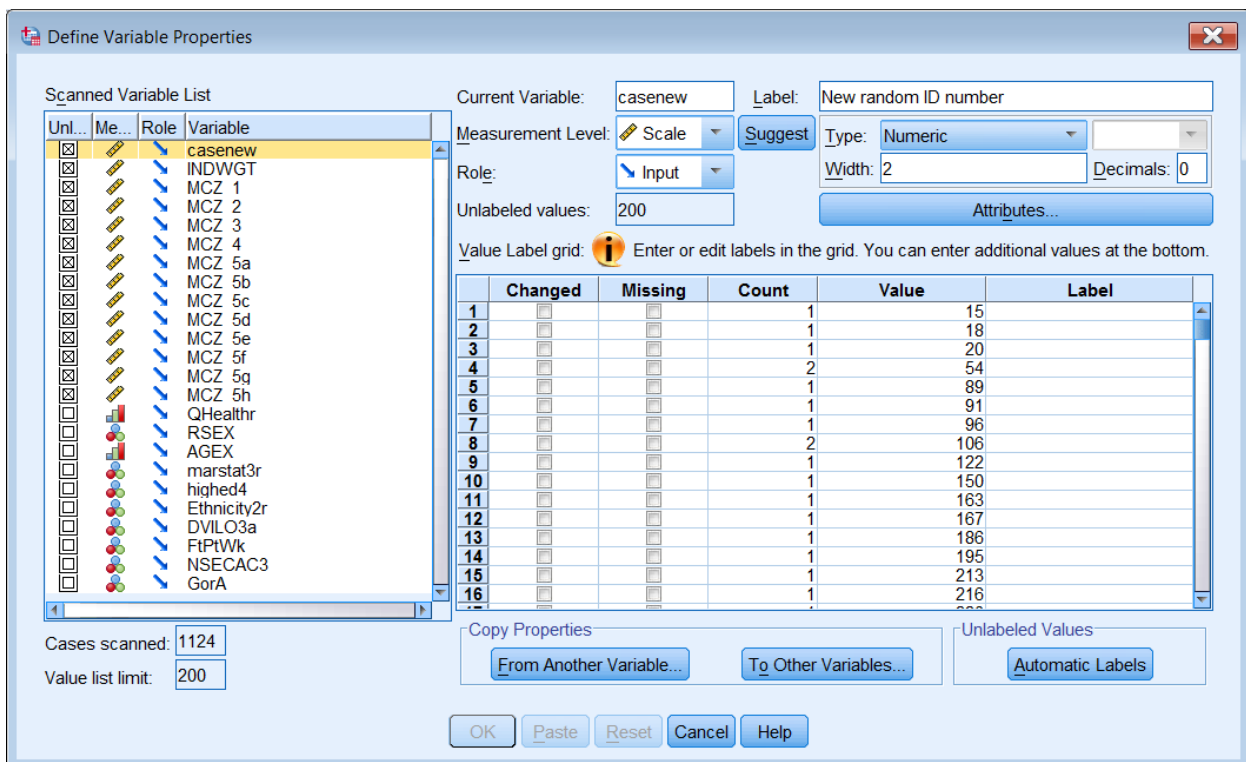 Define Variable Properties
Scanned Variable List
Unl... Me... Role Variable
casenew
INDWGT
MCZ 1
MCZ 2
MCZ 3
MCZ 4
MCZ 5a
MCZ 5b
MCZ 5c
MCZ 5d
MCZ 5e
MCZ 5f
MCZ 5g
MCZ 5h
QHealthr
RSEX
AGEX
marstat3r
highed4
Ethnicity2r
DVILO3a
FtPtWk
NSECAC3
GorA
Cases scanned: 1124
Value list limit: 200
Current Variable: casenew Label: New random ID number
Measurement Level: Scale Suggest Type: Numeric
Role: Input Width: 2 Decimals: 0
Unlabeled values: 200 Attributes...
Value Label grid: Enter or edit labels in the grid. You can enter additional values at the bottom.
Changed Missing Count Value Label
1 1 15
2 1 18
3 1 20
4 2 54
5 1 89
6 1 91
7 1 96
8 2 106
9 1 122
10 1 150
11 1 163
12 1 167
13 1 186
14 1 195
15 1 213
16 1 216
Copy Properties Unlabeled Values
From Another Variable... To Other Variables... Automatic Labels
OK Paste Reset Cancel Help